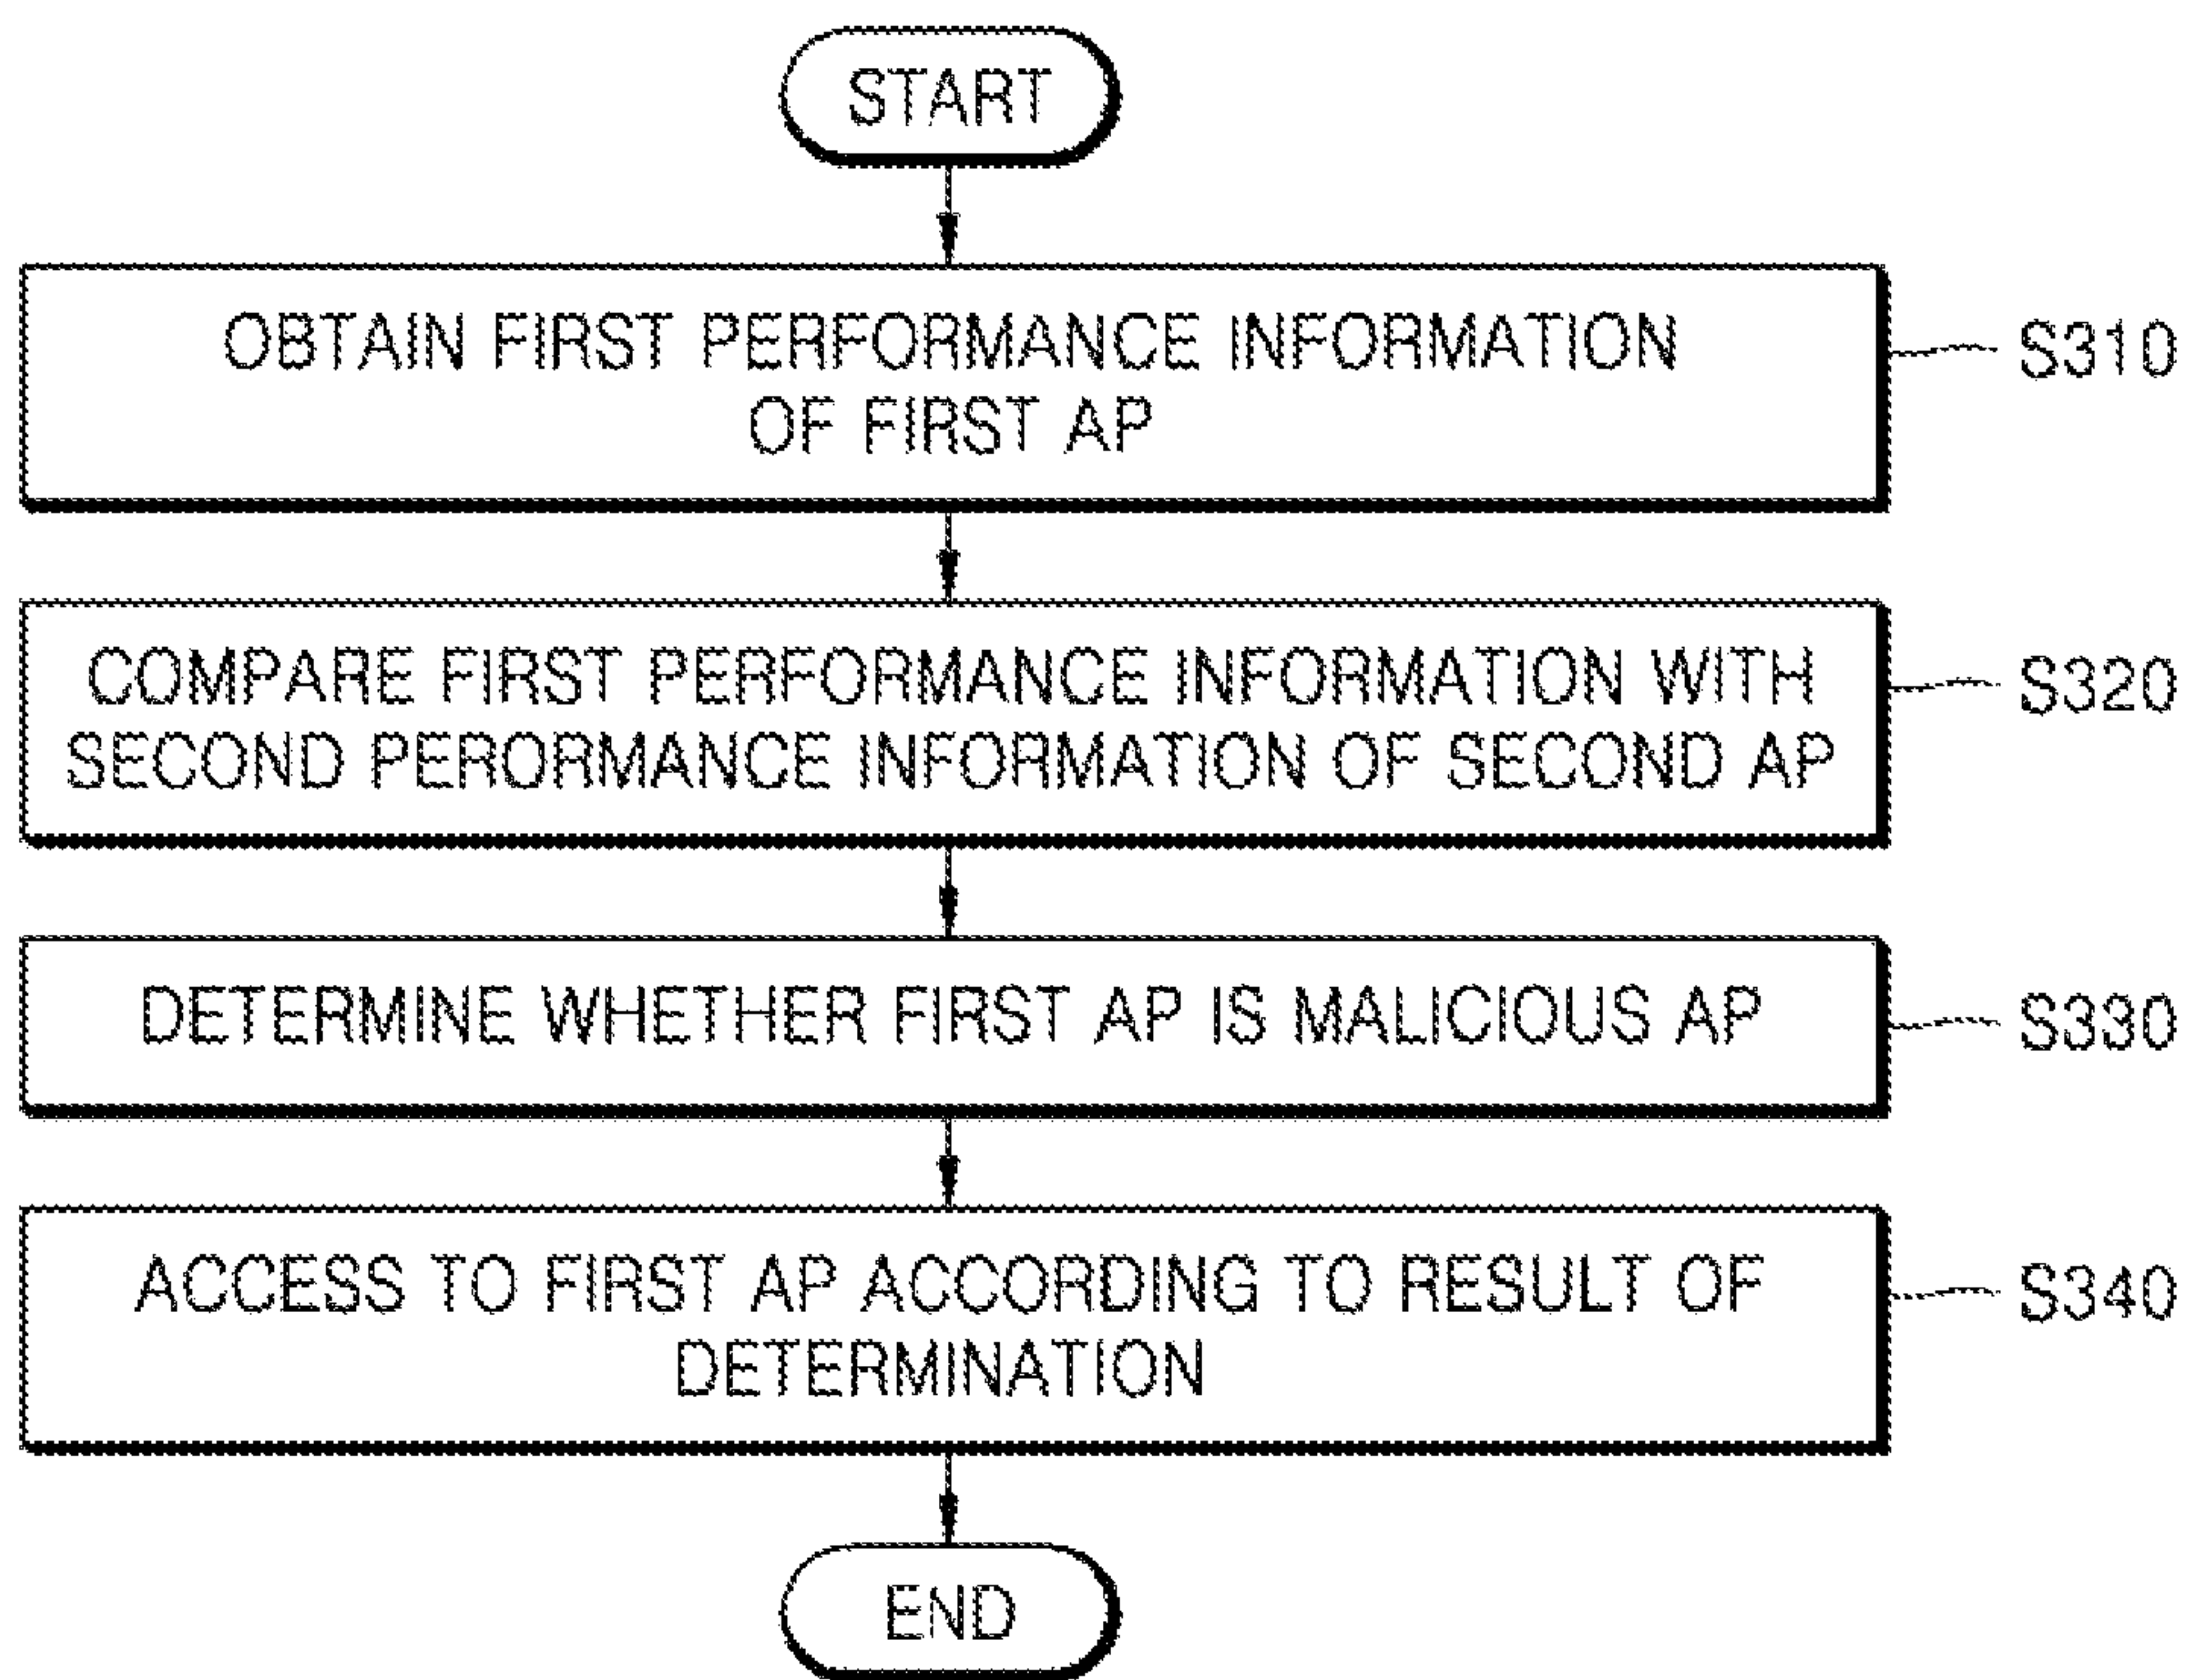 START
OBTAIN FIRST PERFORMANCE INFORMATION
OF FIRST AP
S310
COMPARE FIRST PERFORMANCE INFORMATION WITH
SECOND PERORMANCE INFORMATION OF SECOND AP
S320
DETERMINE WHETHER FIRST AP IS MALICIOUS AP
S330
ACCESS TO FIRST AP ACCORDING TO RESULT OF
DETERMINATION
S340
END